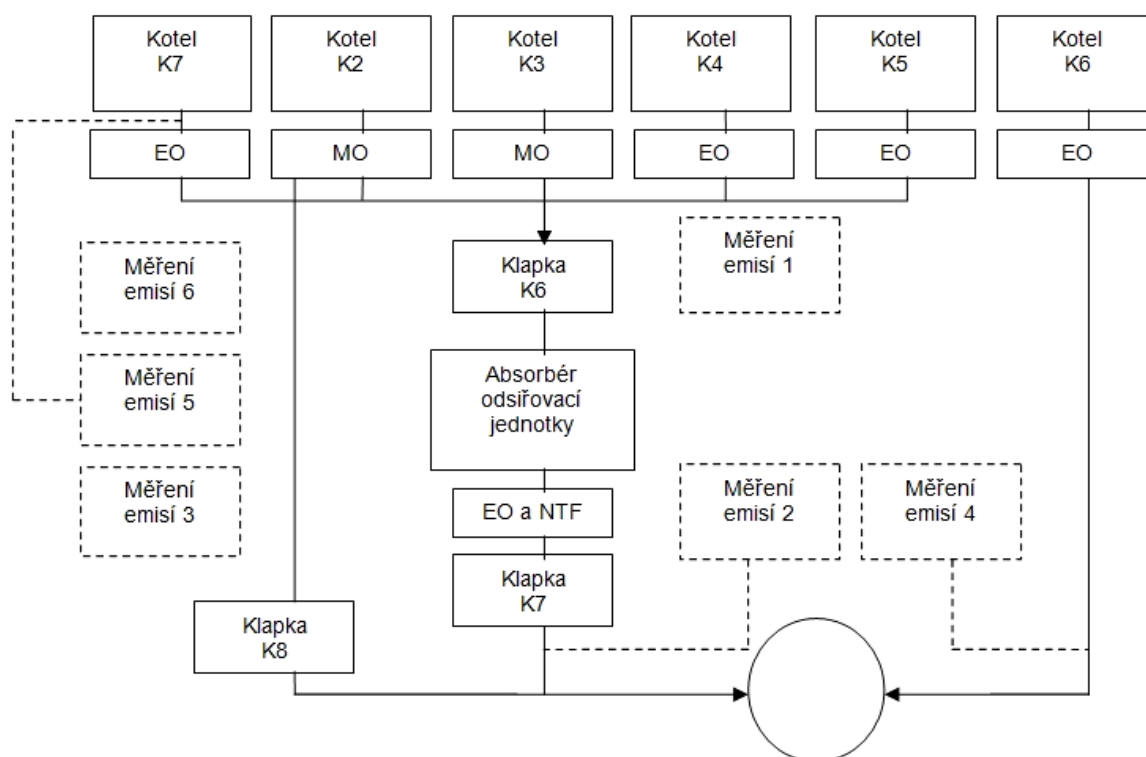 Kotel
K7
Kotel
K2
Kotel
K3
Kotel
K4
Kotel
K5
Kotel
K6
EO
MO
MO
EO
EO
EO
Měření
emisí 1
Klapka
K6
Měření
emisí 6
Absorbér
odsiřovací
jednotky
Měření
emisí 5
Měření
emisí 3
EO a NTF
Měření
emisí 2
Měření
emisí 4
Klapka
K7
Klapka
K8